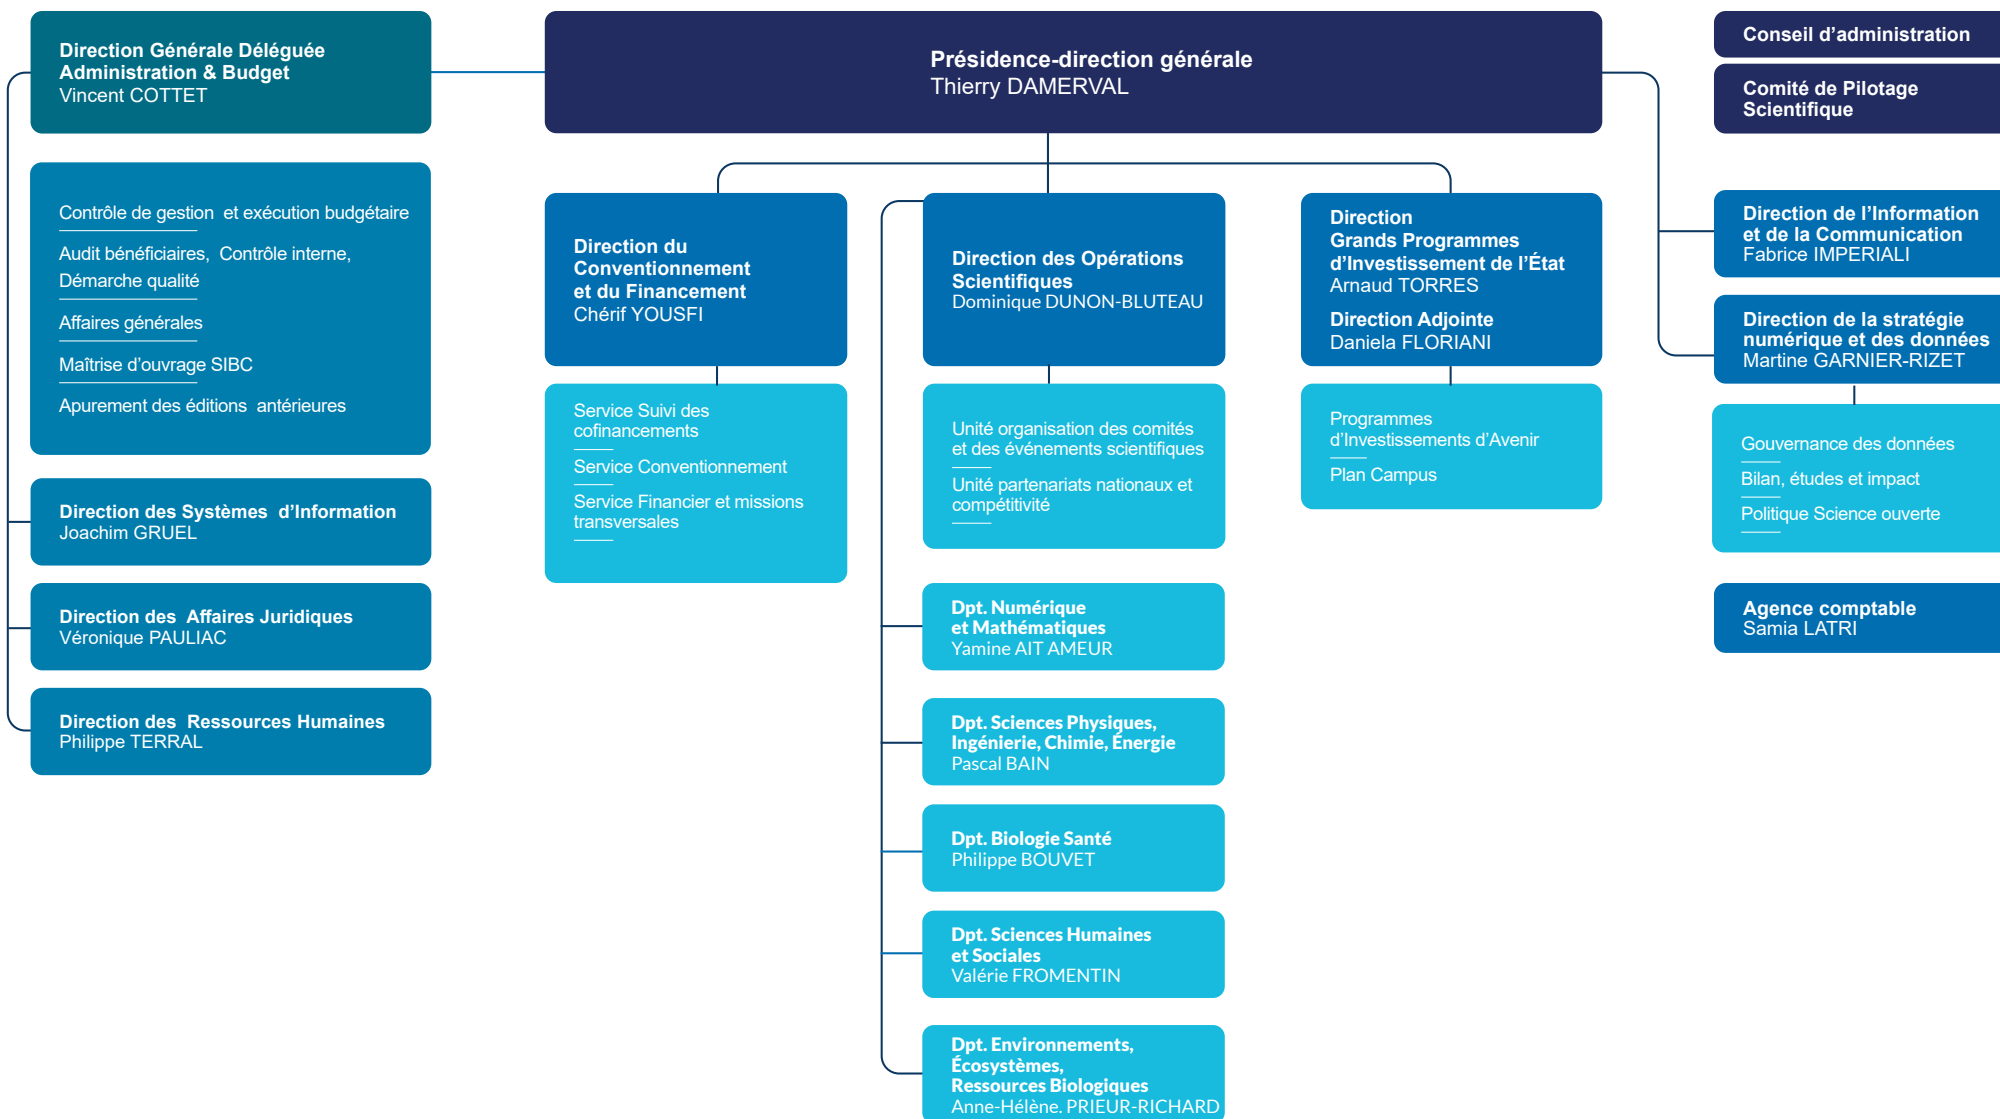 Direction Générale Déléguée
Administration & Budget
Vincent COTTET
Présidence-direction générale
Thierry DAMERVAL
Conseil d’administration
Comité de Pilotage
Scientifique
Contrôle de gestion et exécution budgétaire
Audit bénéficiaires, Contrôle interne,
Démarche qualité
Affaires générales
Maîtrise d'ouvrage SIBC
Apurement des éditions antérieures
Direction des Systèmes d’Information
Joachim GRUEL
Direction des Affaires Juridiques
Véronique PAULIAC
Direction des Ressources Humaines
Philippe TERRAL
Direction du
Conventionnement
et du Financement
Chérif YOUSFI
Service Suivi des
cofinancements
Service Conventionnement
Service Financier et missions
transversales
Direction des Opérations
Scientifiques
Dominique DUNON-BLUTEAU
Unité organisation des comités
et des événements scientifiques
Unité partenariats nationaux et
compétitivité
Dpt. Numérique
et Mathématiques
Yamine AIT AMEUR
Dpt. Sciences Physiques,
Ingénierie, Chimie, Énergie
Pascal BAIN
Dpt. Biologie Santé
Philippe BOUVET
Dpt. Sciences Humaines
et Sociales
Valérie FROMENTIN
Dpt. Environnements,
Écosystèmes,
Ressources Biologiques
Anne-Hélène. PRIEUR-RICHARD
Direction
Grands Programmes
d’Investissement de l’État
Arnaud TORRES
Direction Adjointe
Daniela FLORIANI
Programmes
d’Investissements d’Avenir
Plan Campus
Direction de l’Information
et de la Communication
Fabrice IMPERIALI
Direction de la stratégie
numérique et des données
Martine GARNIER-RIZET
Gouvernance des données
Bilan, études et impact
Politique Science ouverte
Agence comptable
Samia LATRI